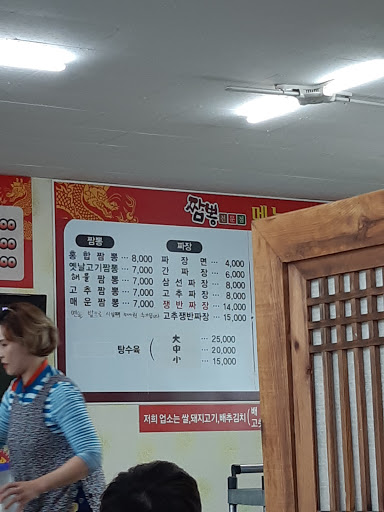 짬뽕
메뉴
짬뽕
홍합짬뽕 ··· 8,000
옛날고기짬뽕 ··· 7,000
해물짬뽕 ··· 7,000
고추짬뽕 ··· 7,000
매운짬뽕 ··· 7,000
짜장
짜장면 ··· 4,000
간짜장 ··· 6,000
삼선짜장 ··· 8,000
고추짜장 ··· 8,000
쟁반짜장 ··· 14,000
고추쟁반짜장 ··· 15,000
탕수육
大 ··· 25,000
中 ··· 20,000
小 ··· 15,000
저희 업소는 쌀,돼지고기,배추김치